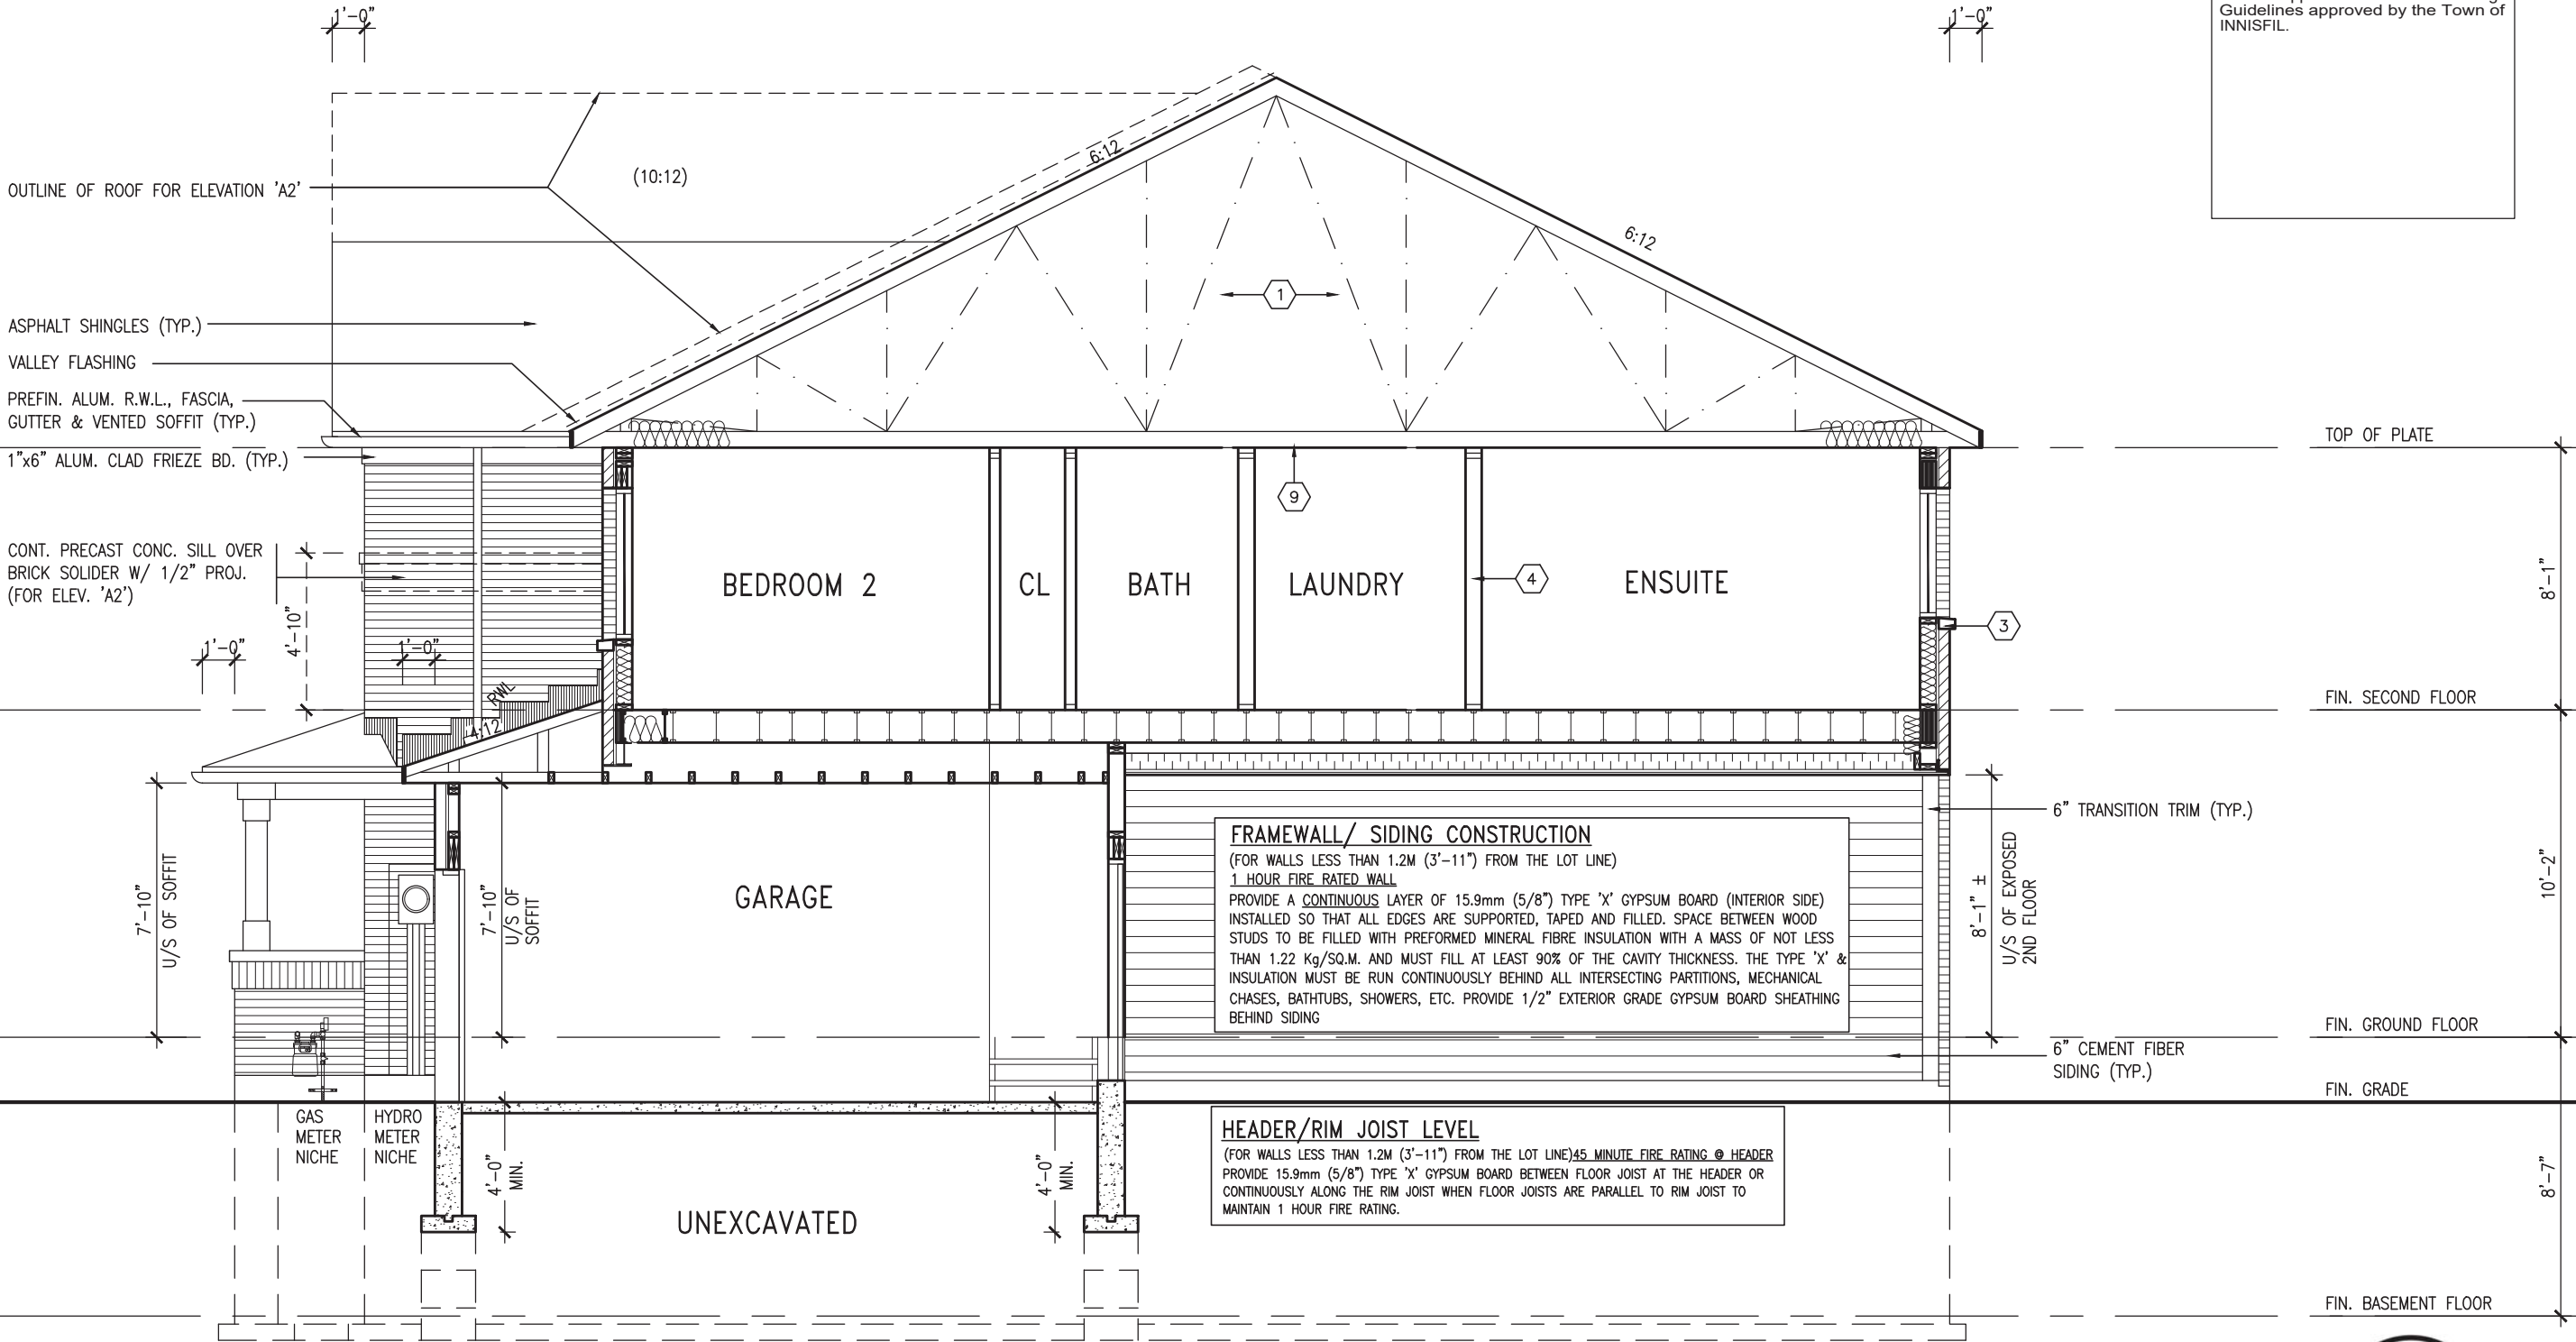 1'-0"
1'-0"
Guidelines approved by the Town of
INNISFIL.
OUTLINE OF ROOF FOR ELEVATION 'A2'
(10:12)
6:12
6:12
1
ASPHALT SHINGLES (TYP.)
VALLEY FLASHING
PREFIN. ALUM. R.W.L., FASCIA,
GUTTER & VENTED SOFFIT (TYP.)
1"x6" ALUM. CLAD FRIEZE BD. (TYP.)
TOP OF PLATE
9
CONT. PRECAST CONC. SILL OVER
BRICK SOLIDER W/ 1/2" PROJ.
(FOR ELEV. 'A2')
4'-10"
1'-0"
1'-0"
RWL
4:12
BEDROOM 2
CL
BATH
LAUNDRY
4
ENSUITE
3
8'-1"
FIN. SECOND FLOOR
6" TRANSITION TRIM (TYP.)
7'-10"
U/S OF SOFFIT
7'-10"
U/S OF
SOFFIT
GARAGE
FRAMEWALL/ SIDING CONSTRUCTION
(FOR WALLS LESS THAN 1.2M (3'-11") FROM THE LOT LINE)
1 HOUR FIRE RATED WALL
PROVIDE A CONTINUOUS LAYER OF 15.9mm (5/8") TYPE 'X' GYPSUM BOARD (INTERIOR SIDE)
INSTALLED SO THAT ALL EDGES ARE SUPPORTED, TAPED AND FILLED. SPACE BETWEEN WOOD
STUDS TO BE FILLED WITH PREFORMED MINERAL FIBRE INSULATION WITH A MASS OF NOT LESS
THAN 1.22 Kg/SQ.M. AND MUST FILL AT LEAST 90% OF THE CAVITY THICKNESS. THE TYPE 'X' &
INSULATION MUST BE RUN CONTINUOUSLY BEHIND ALL INTERSECTING PARTITIONS, MECHANICAL
CHASES, BATHTUBS, SHOWERS, ETC. PROVIDE 1/2" EXTERIOR GRADE GYPSUM BOARD SHEATHING
BEHIND SIDING
8'-1" ±
U/S OF EXPOSED
2ND FLOOR
10'-2"
FIN. GROUND FLOOR
6" CEMENT FIBER
SIDING (TYP.)
FIN. GRADE
GAS
METER
NICHE
HYDRO
METER
NICHE
4'-0"
MIN.
4'-0"
MIN.
UNEXCAVATED
HEADER/RIM JOIST LEVEL
(FOR WALLS LESS THAN 1.2M (3'-11") FROM THE LOT LINE)45 MINUTE FIRE RATING @ HEADER
PROVIDE 15.9mm (5/8") TYPE 'X' GYPSUM BOARD BETWEEN FLOOR JOIST AT THE HEADER OR
CONTINUOUSLY ALONG THE RIM JOIST WHEN FLOOR JOISTS ARE PARALLEL TO RIM JOIST TO
MAINTAIN 1 HOUR FIRE RATING.
8'-7"
FIN. BASEMENT FLOOR